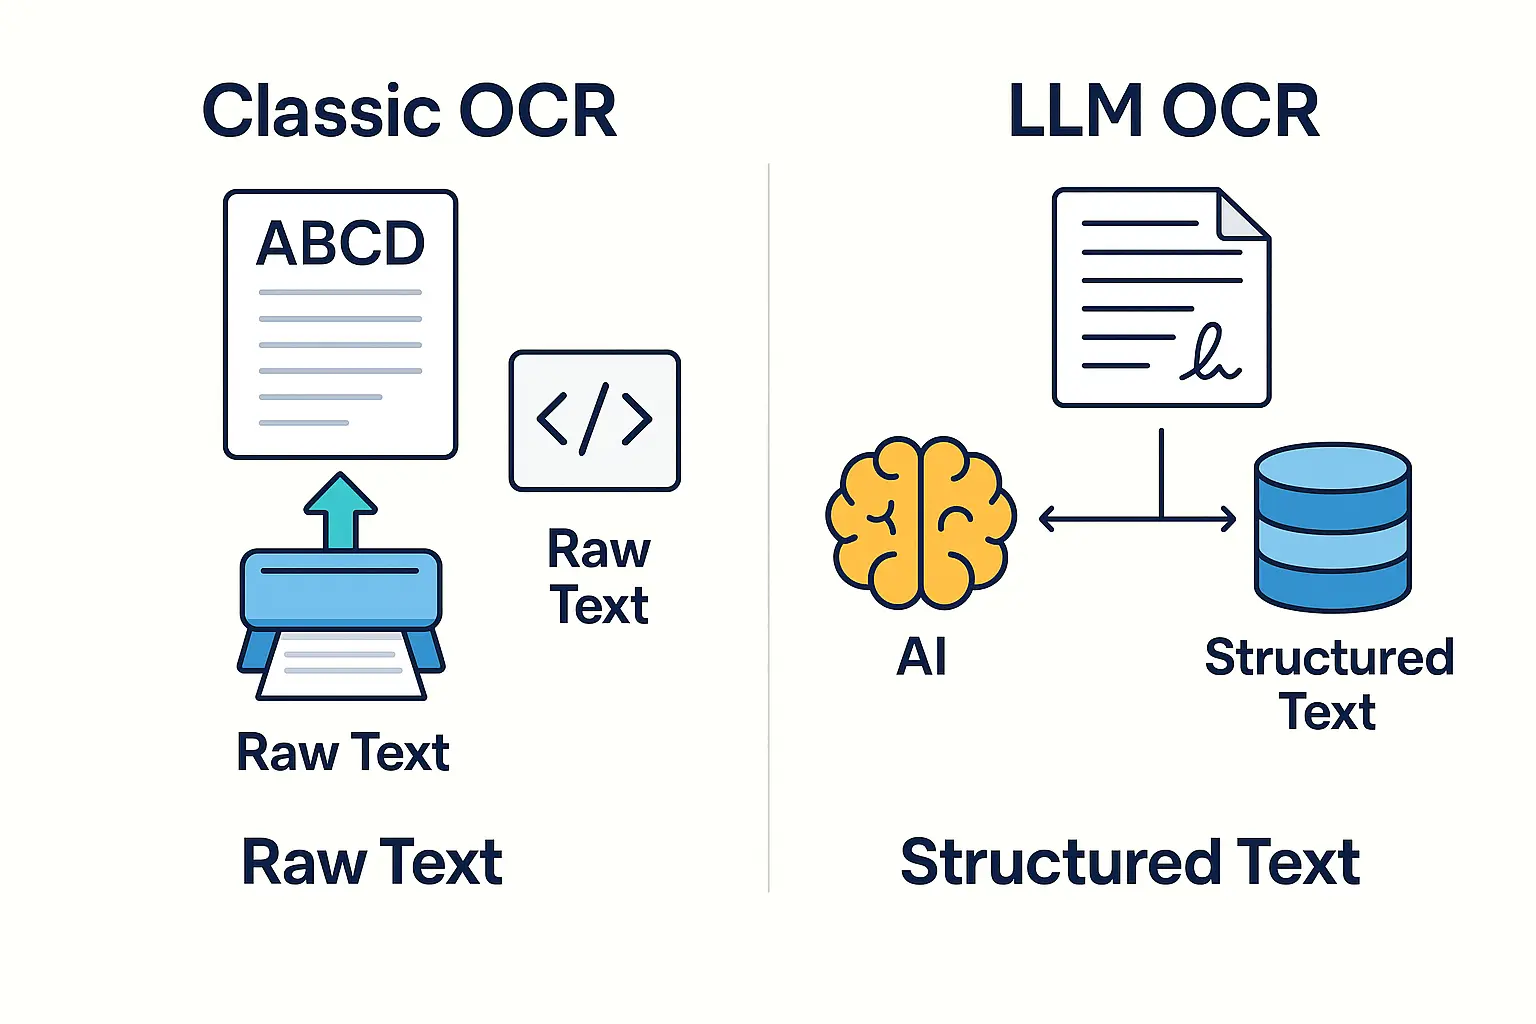 Classic OCR
ABCD
</>
Raw
Text
Raw Text
Raw Text
LLM OCR
AI
Structured
Text
Structured Text